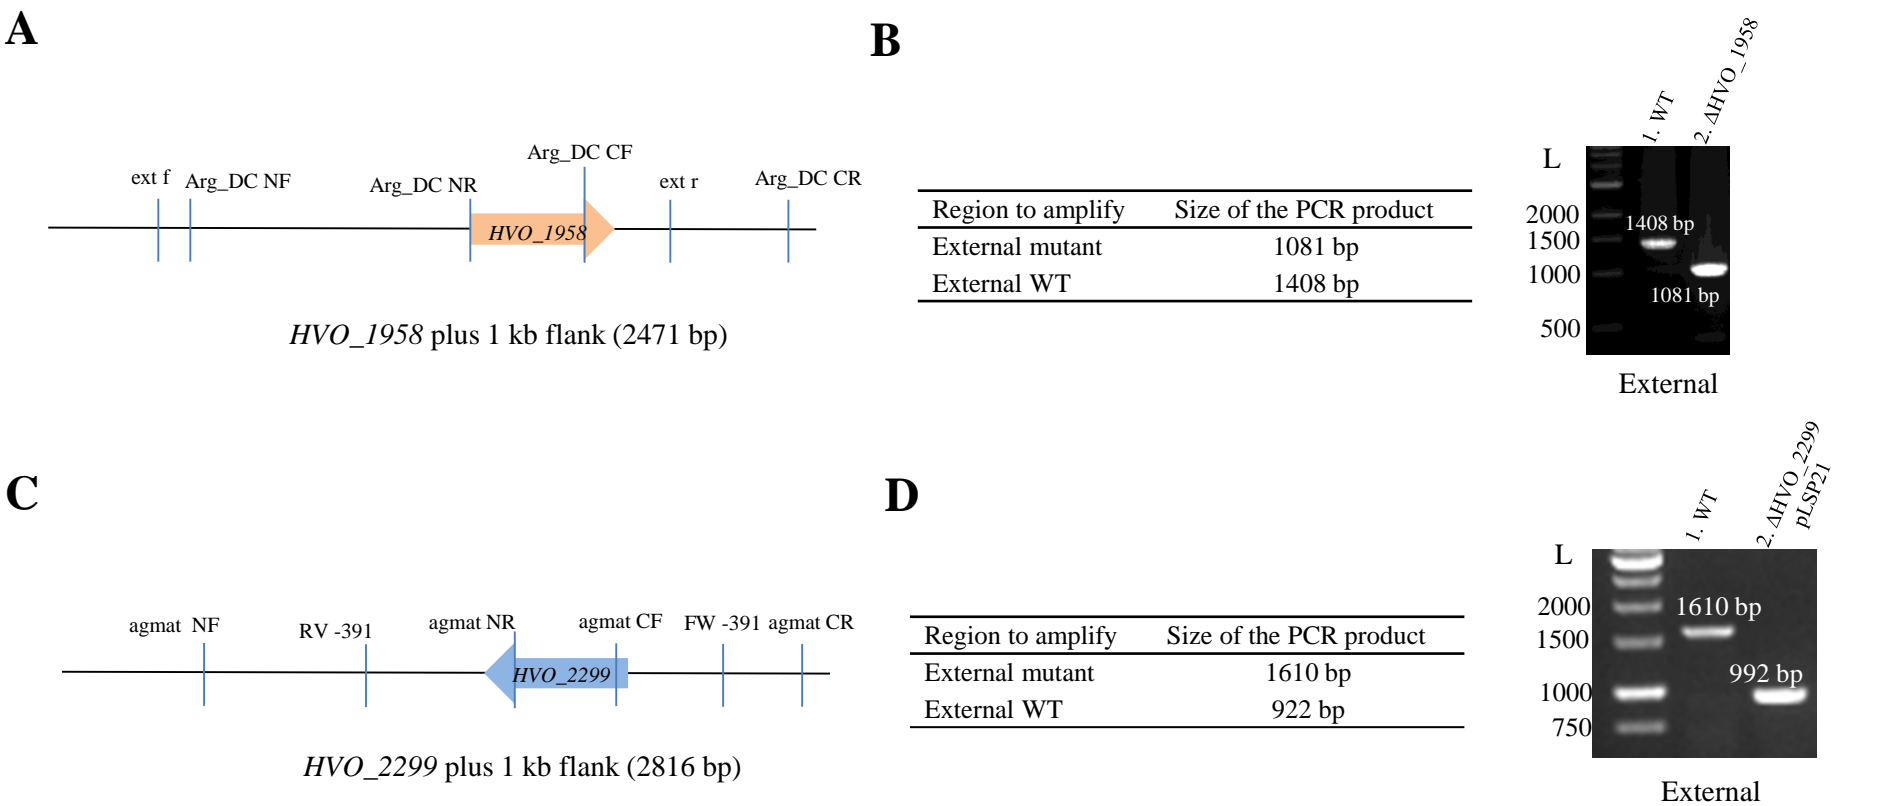 A
ext f
Arg_DC NF
Arg_DC NR
Arg_DC CF
ext r
Arg_DC CR
HVO_1958
HVO_1958 plus 1 kb flank (2471 bp)
B
Region to amplify Size of the PCR product
External mutant 1081 bp
External WT 1408 bp
1. WT
2. ΔHVO_1958
L
2000
1500
1000
500
1408 bp
1081 bp
External
C
agmat NF
RV -391
agmat NR
agmat CF
FW -391
agmat CR
HVO_2299
HVO_2299 plus 1 kb flank (2816 bp)
D
Region to amplify Size of the PCR product
External mutant 1610 bp
External WT 922 bp
1. WT
2. ΔHVO_2299
pLSP21
L
2000
1500
1000
750
1610 bp
992 bp
External